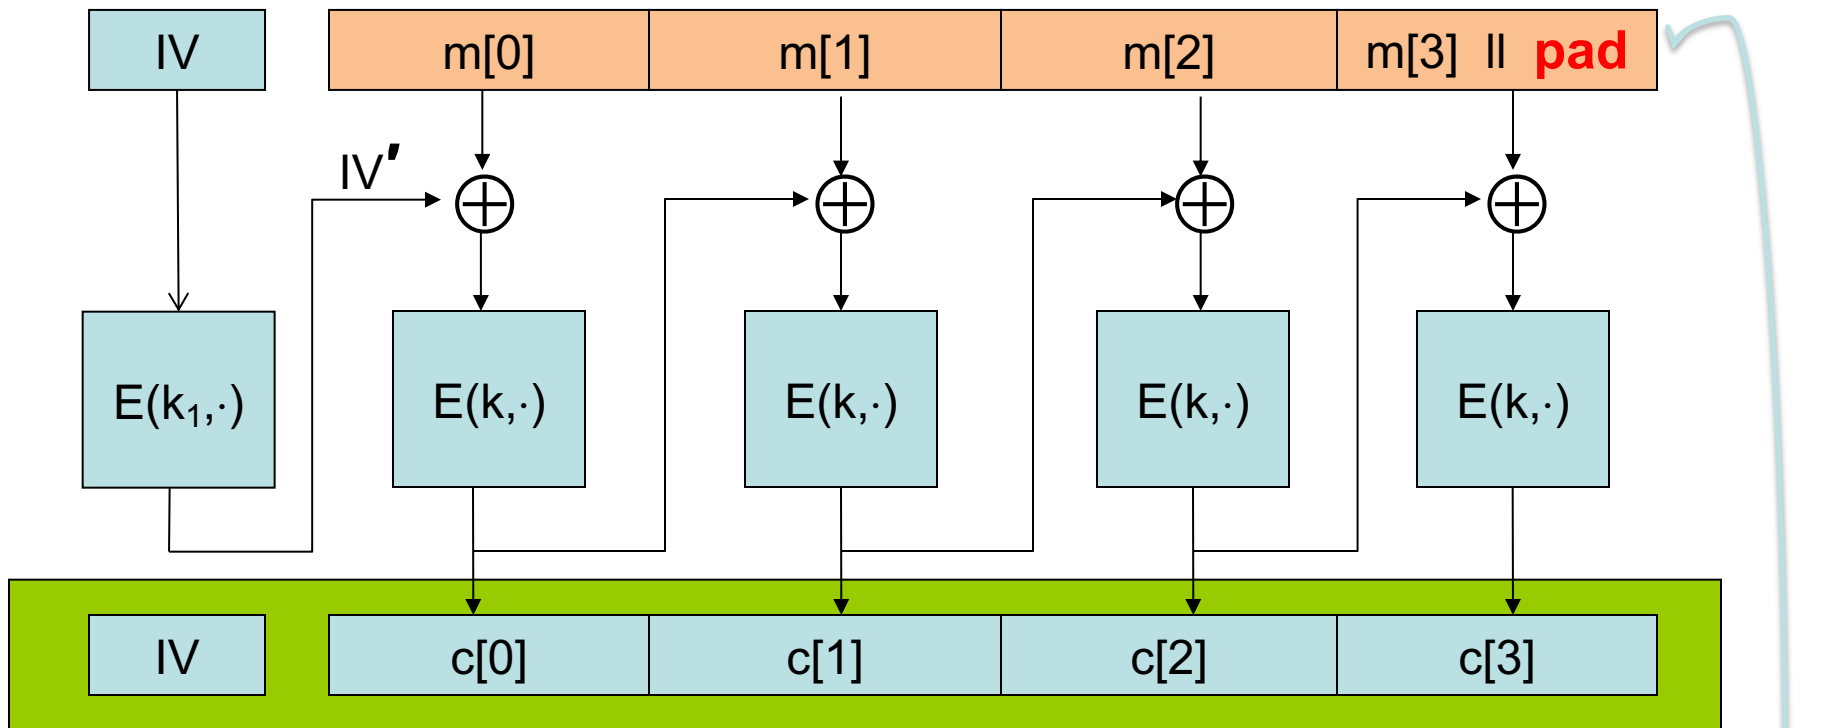 IV m[0] m[1] m[2] m[3] ll pad
IV′
E(k₁,·) E(k,·) E(k,·) E(k,·) E(k,·)
IV c[0] c[1] c[2] c[3]